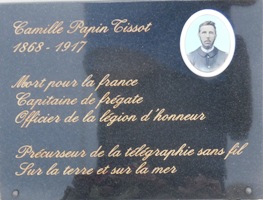 Camille Papin Tissot
1868 - 1917
Mort pour la france
Capitaine de frégate
Officier de la légion d'honneur
Précurseur de la télégraphie sans fil
Sur la terre et sur la mer